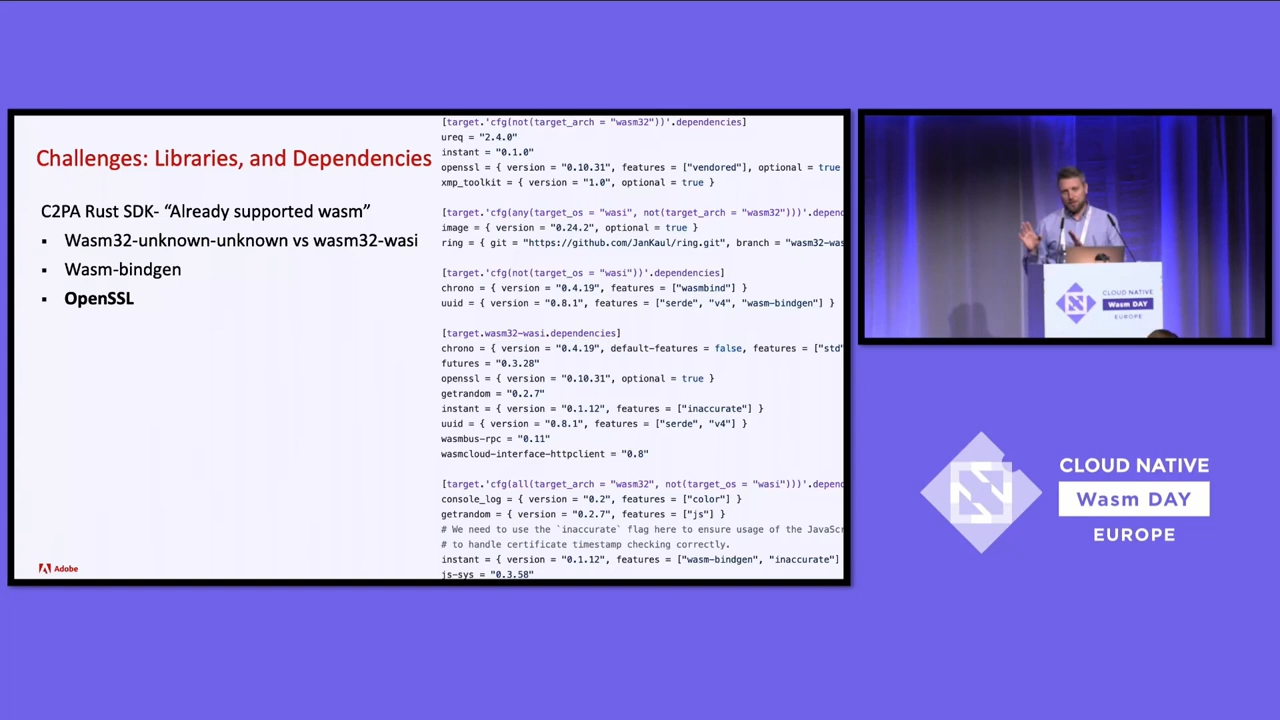 Challenges: Libraries, and Dependencies
C2PA Rust SDK- “Already supported wasm”
▪ Wasm32-unknown-unknown vs wasm32-wasi
▪ Wasm-bindgen
▪ OpenSSL
Adobe
[target.'cfg(not(target_arch = "wasm32"))'.dependencies]
ureq = "2.4.0"
instant = "0.1.0"
openssl = { version = "0.10.31", features = ["vendored"], optional = true
xmp_toolkit = { version = "1.0", optional = true }
[target.'cfg(any(target_os = "wasi", not(target_arch = "wasm32")))'.depend
image = { version = "0.24.2", optional = true }
ring = { git = "https://github.com/JanKaul/ring.git", branch = "wasm32-was
[target.'cfg(not(target_os = "wasi"))'.dependencies]
chrono = { version = "0.4.19", features = ["wasmbind"] }
uuid = { version = "0.8.1", features = ["serde", "v4", "wasm-bindgen"] }
[target.wasm32-wasi.dependencies]
chrono = { version = "0.4.19", default-features = false, features = ["std"
futures = "0.3.28"
openssl = { version = "0.10.31", optional = true }
getrandom = "0.2.7"
instant = { version = "0.1.12", features = ["inaccurate"] }
uuid = { version = "0.8.1", features = ["serde", "v4"] }
wasmbus-rpc = "0.11"
wasmcloud-interface-httpclient = "0.8"
[target.'cfg(all(target_arch = "wasm32", not(target_os = "wasi")))'.depend
console_log = { version = "0.2", features = ["color"] }
getrandom = { version = "0.2.7", features = ["js"] }
# We need to use the `inaccurate` flag here to ensure usage of the JavaScr
# to handle certificate timestamp checking correctly.
instant = { version = "0.1.12", features = ["wasm-bindgen", "inaccurate"]
js-sys = "0.3.58"
CLOUD NATIVE
Wasm DAY
EUROPE
CLOUD NATIVE
Wasm DAY
EUROPE